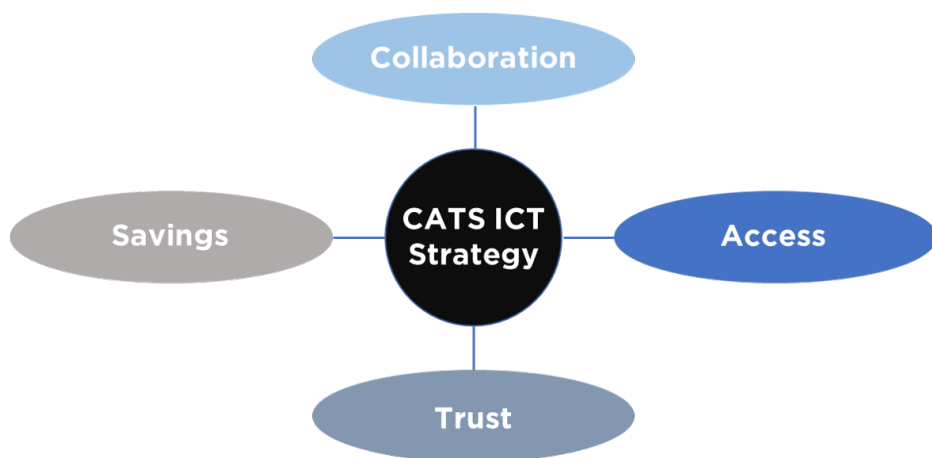 Collaboration
Savings
CATS ICT
Strategy
Access
Trust